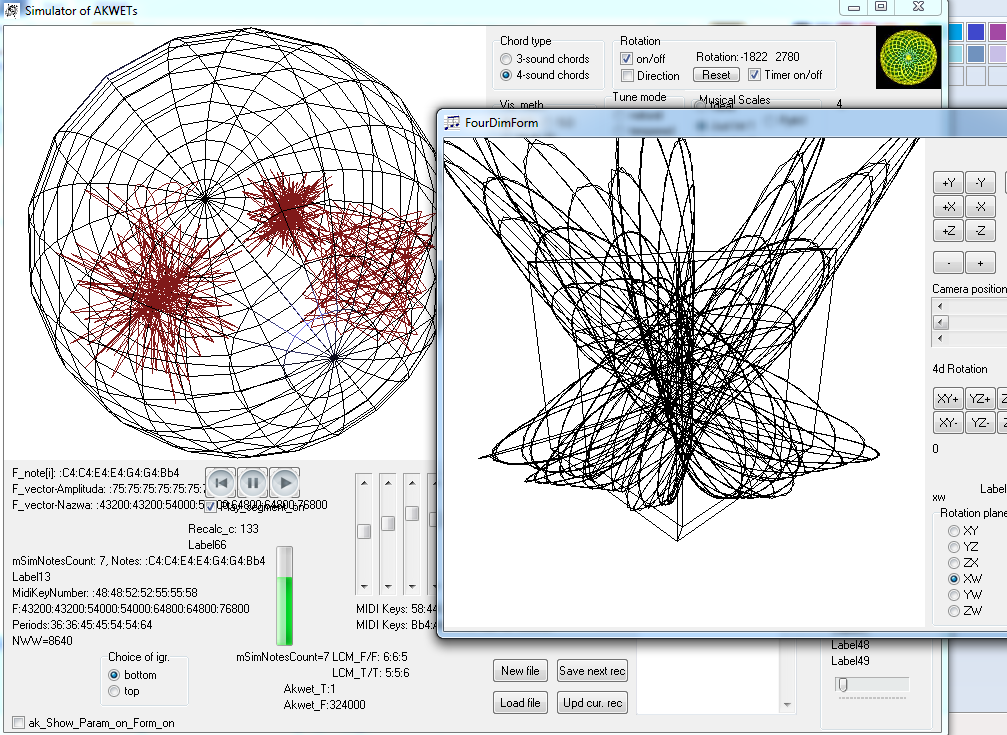 Simulator of AKWETs
Chord type
3-sound chords
4-sound chords
Rotation
on/off
Direction
Rotation:-1822 2780
Reset
Timer on/off
Vis. meth.
Tune mode
Musical Scales
4
FourDimForm
+Y -Y
+X -X
+Z -Z
- +
Camera position
4d Rotation
XY+ YZ+ Z
XY- YZ- Z
0
Label
xw
Rotation plane
XY
YZ
ZX
XW
YW
ZW
F_note[i]: :C4:C4:E4:E4:G4:G4:Bb4
F_vector-Amplituda: :75:75:75:75:75:75:7
F_vector-Nazwa: :43200:43200:54000:54000:64800:64800:76800
Recalc_c: 133
Label66
mSimNotesCount: 7, Notes: :C4:C4:E4:E4:G4:G4:Bb4
Label13
MidiKeyNumber: :48:48:52:52:55:55:58
F:43200:43200:54000:54000:64800:64800:76800
Periods:36:36:45:45:54:54:64
NWW=8640
MIDI Keys: 58:44
MIDI Keys: Bb4:
Choice of igr.
bottom
top
mSimNotesCount=7 LCM_F/F: 6:6:5
LCM_T/T: 5:5:6
Akwet_T:1
Akwet_F:324000
New file
Save next rec
Load file
Upd cur. rec
Label48
Label49
ak_Show_Param_on_Form_on